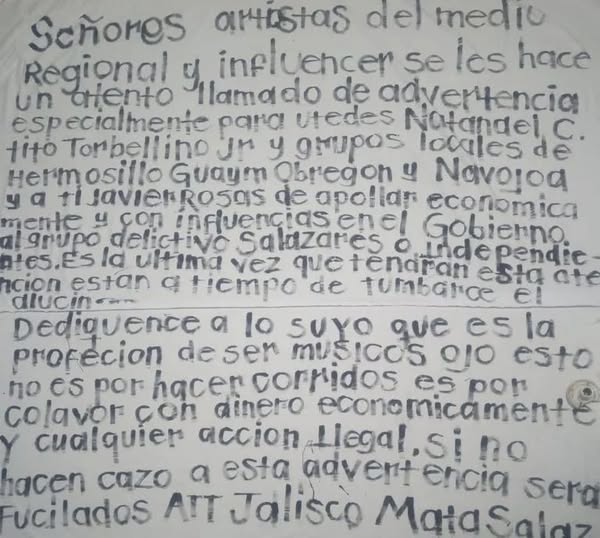 Señores artistas del medio
Regional y influencer se les hace
un atento llamado de advertencia
especialmente para utedes Natanael C.
tito Torbellino Jr y grupos locales de
Hermosillo Guaym Obregon y Navojoa
y a ti Javier Rosas de apollar economica
mente y con influencias en el Gobierno
al grupo delictivo Salazares o independie
ntes. Es la ultima vez que tendran esta ate
ncion estan a tiempo de tumbarce el
alucin
Dediquence a lo suyo que es la
profecion de ser musicos ojo esto
no es por hacer corridos es por
colavor con dinero economicamente
y cualquier accion Ilegal, si no
hacen cazo a esta advertencia sera
Fucilados ATT Jalisco Mata Salaz